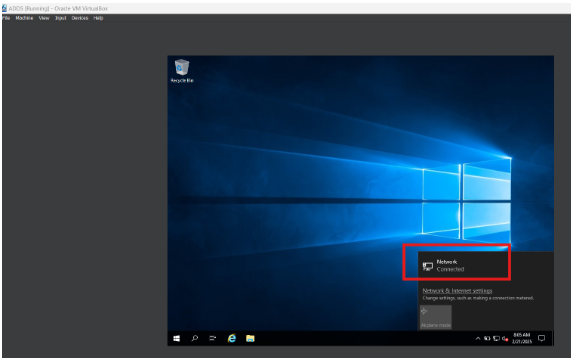 ADDS (Running) - Oracle VM VirtualBox
File Machine View Input Devices Help
Recycle Bin
Network
Connected
Network & Internet settings
Change settings, such as making a connection metered.
Airplane mode
8:05 AM
2/21/2025